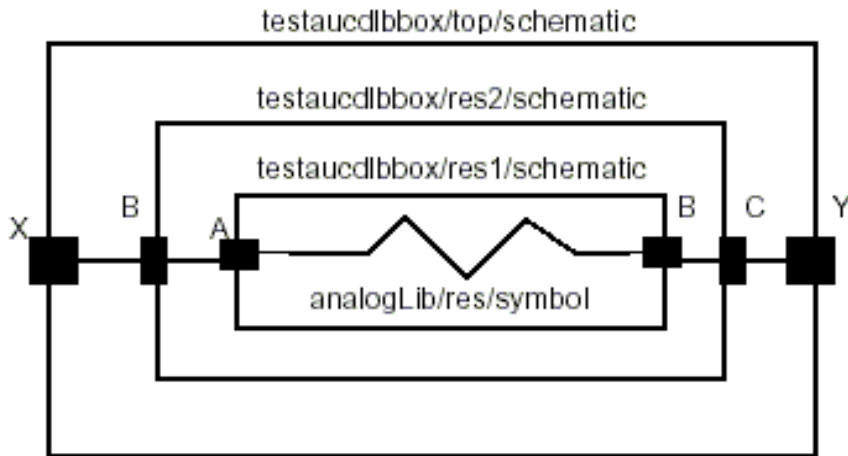 testaucdlbbox/top/schematic
testaucdlbbox/res2/schematic
testaucdlbbox/res1/schematic
X B A B C Y
analogLib/res/symbol